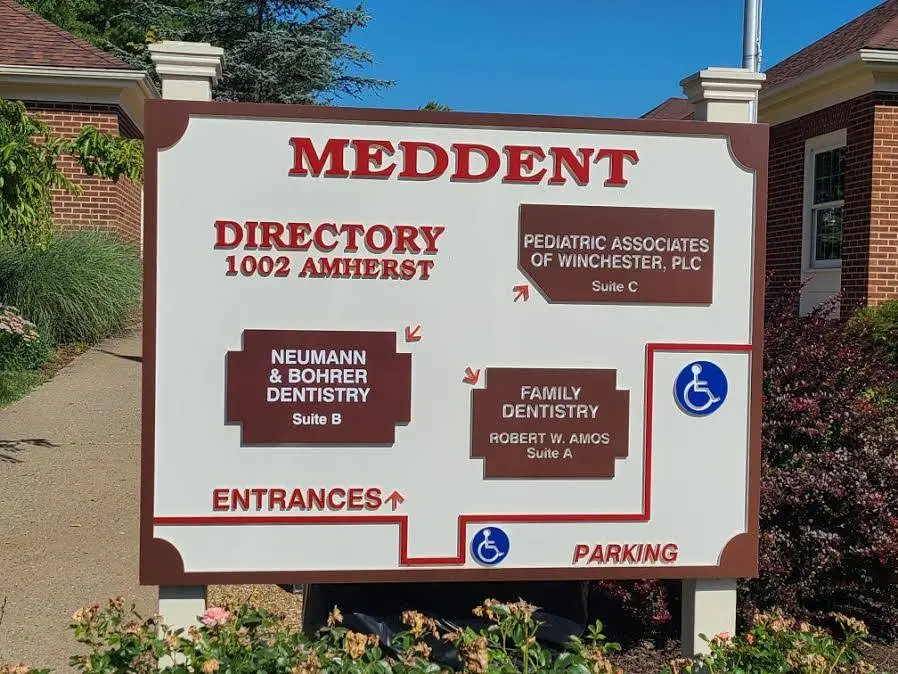 MEDDENT
DIRECTORY
1002 AMHERST
PEDIATRIC ASSOCIATES
OF WINCHESTER, PLC
Suite C
NEUMANN
& BOHRER
DENTISTRY
Suite B
FAMILY
DENTISTRY
ROBERT W. AMOS
Suite A
ENTRANCES
PARKING